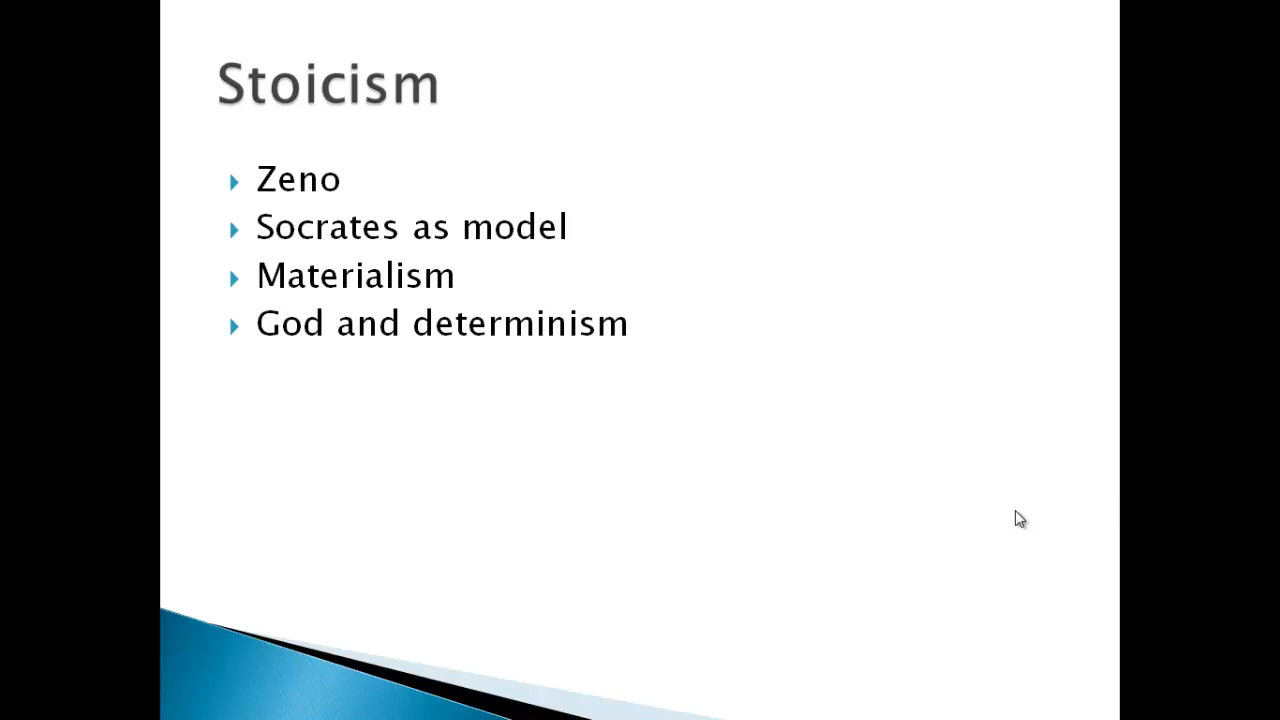 Stoicism
Zeno
Socrates as model
Materialism
God and determinism